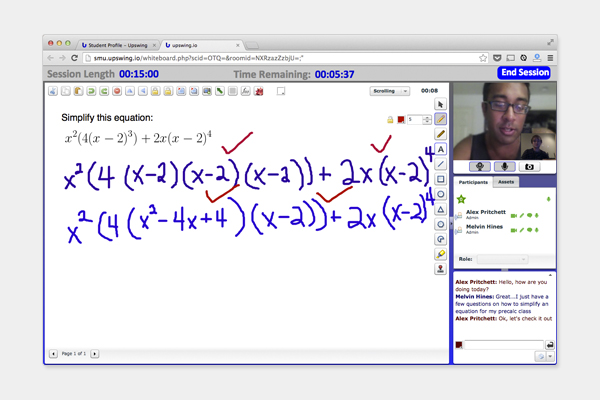 Student Profile – Upswing
upswing.io
smu.upswing.io/whiteboard.php?scid=OTQ=&roomid=NXRzazZzbjU=;"
Session Length 00:15:00
Time Remaining: 00:05:37
End Session
Scrolling
00:08
5
Simplify this equation:
x²(4(x − 2)³) + 2x(x − 2)⁴
x²(4 (x-2)(x-2)(x-2)) + 2x(x-2)⁴
x²(4(x²-4x+4)(x-2)) + 2x(x-2)⁴
A
Page 1 of 1
Participants
Assets
Alex Pritchett
Admin
Melvin Hines
Admin
Role:
Alex Pritchett: Hello, how are you
doing today?
Melvin Hines: Great...I just have a
few questions on how to simplify an
equation for my precalc class
Alex Pritchett: Ok, let's check it out